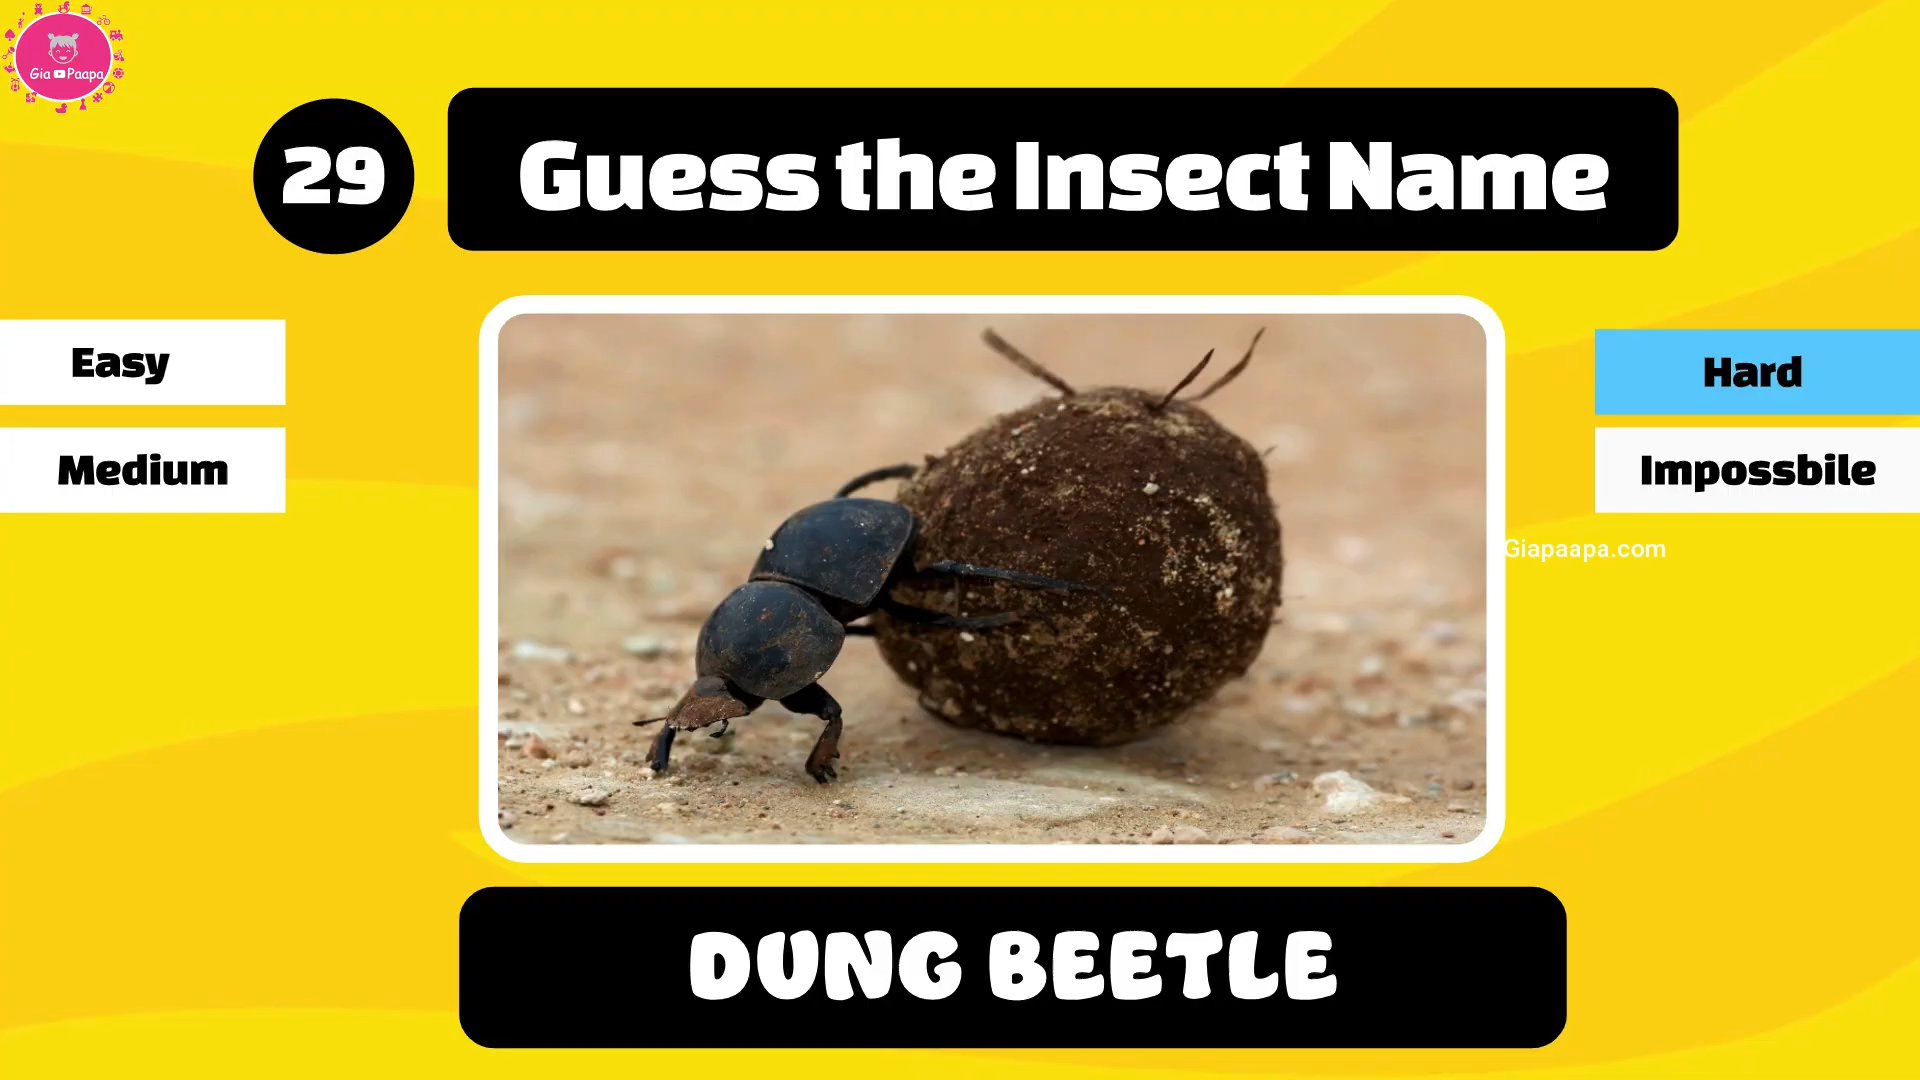 Gia Paapa
29
Guess the Insect Name
Easy
Medium
Hard
Impossbile
Giapaapa.com
DUNG BEETLE